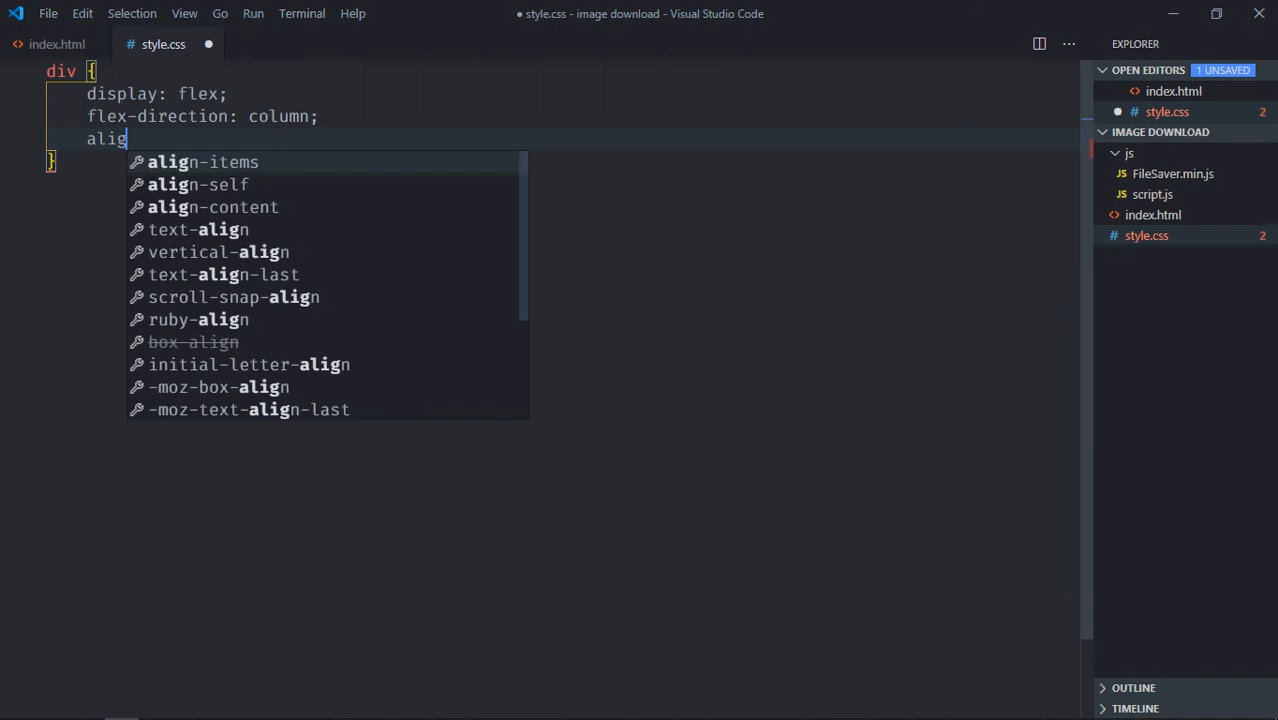 File Edit Selection View Go Run Terminal Help
● style.css - image download - Visual Studio Code
index.html
style.css
EXPLORER
div {
display: flex;
flex-direction: column;
alig
}
align-items
align-self
align-content
text-align
vertical-align
text-align-last
scroll-snap-align
ruby-align
box-align
initial-letter-align
-moz-box-align
-moz-text-align-last
OPEN EDITORS 1 UNSAVED
index.html
style.css 2
IMAGE DOWNLOAD
js
FileSaver.min.js
script.js
index.html
style.css 2
OUTLINE
TIMELINE